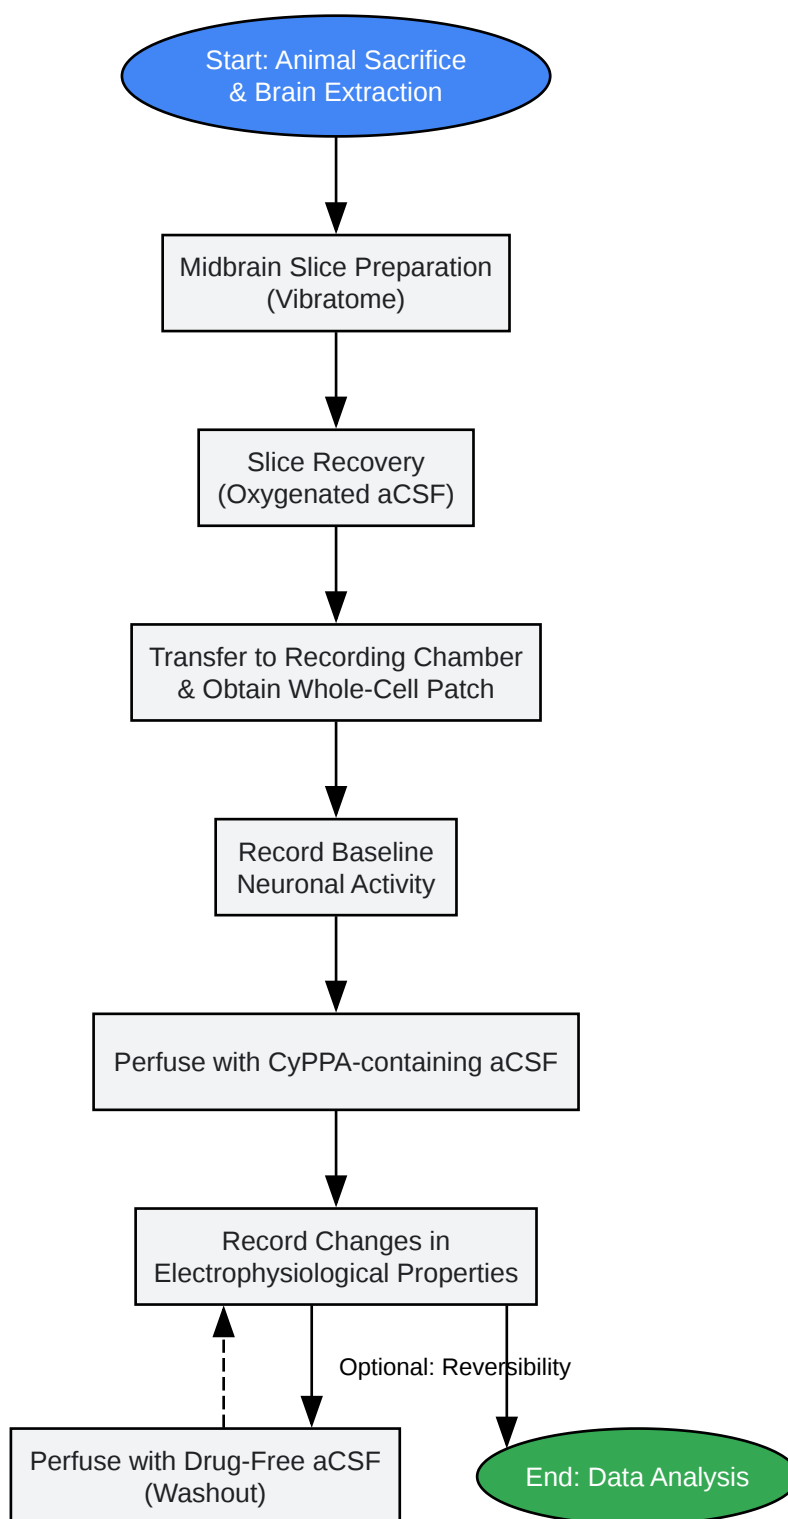 Start: Animal Sacrifice
& Brain Extraction
Midbrain Slice Preparation
(Vibratome)
Slice Recovery
(Oxygenated aCSF)
Transfer to Recording Chamber
& Obtain Whole-Cell Patch
Record Baseline
Neuronal Activity
Perfuse with CyPPA-containing aCSF
Record Changes in
Electrophysiological Properties
Optional: Reversibility
Perfuse with Drug-Free aCSF
(Washout)
End: Data Analysis